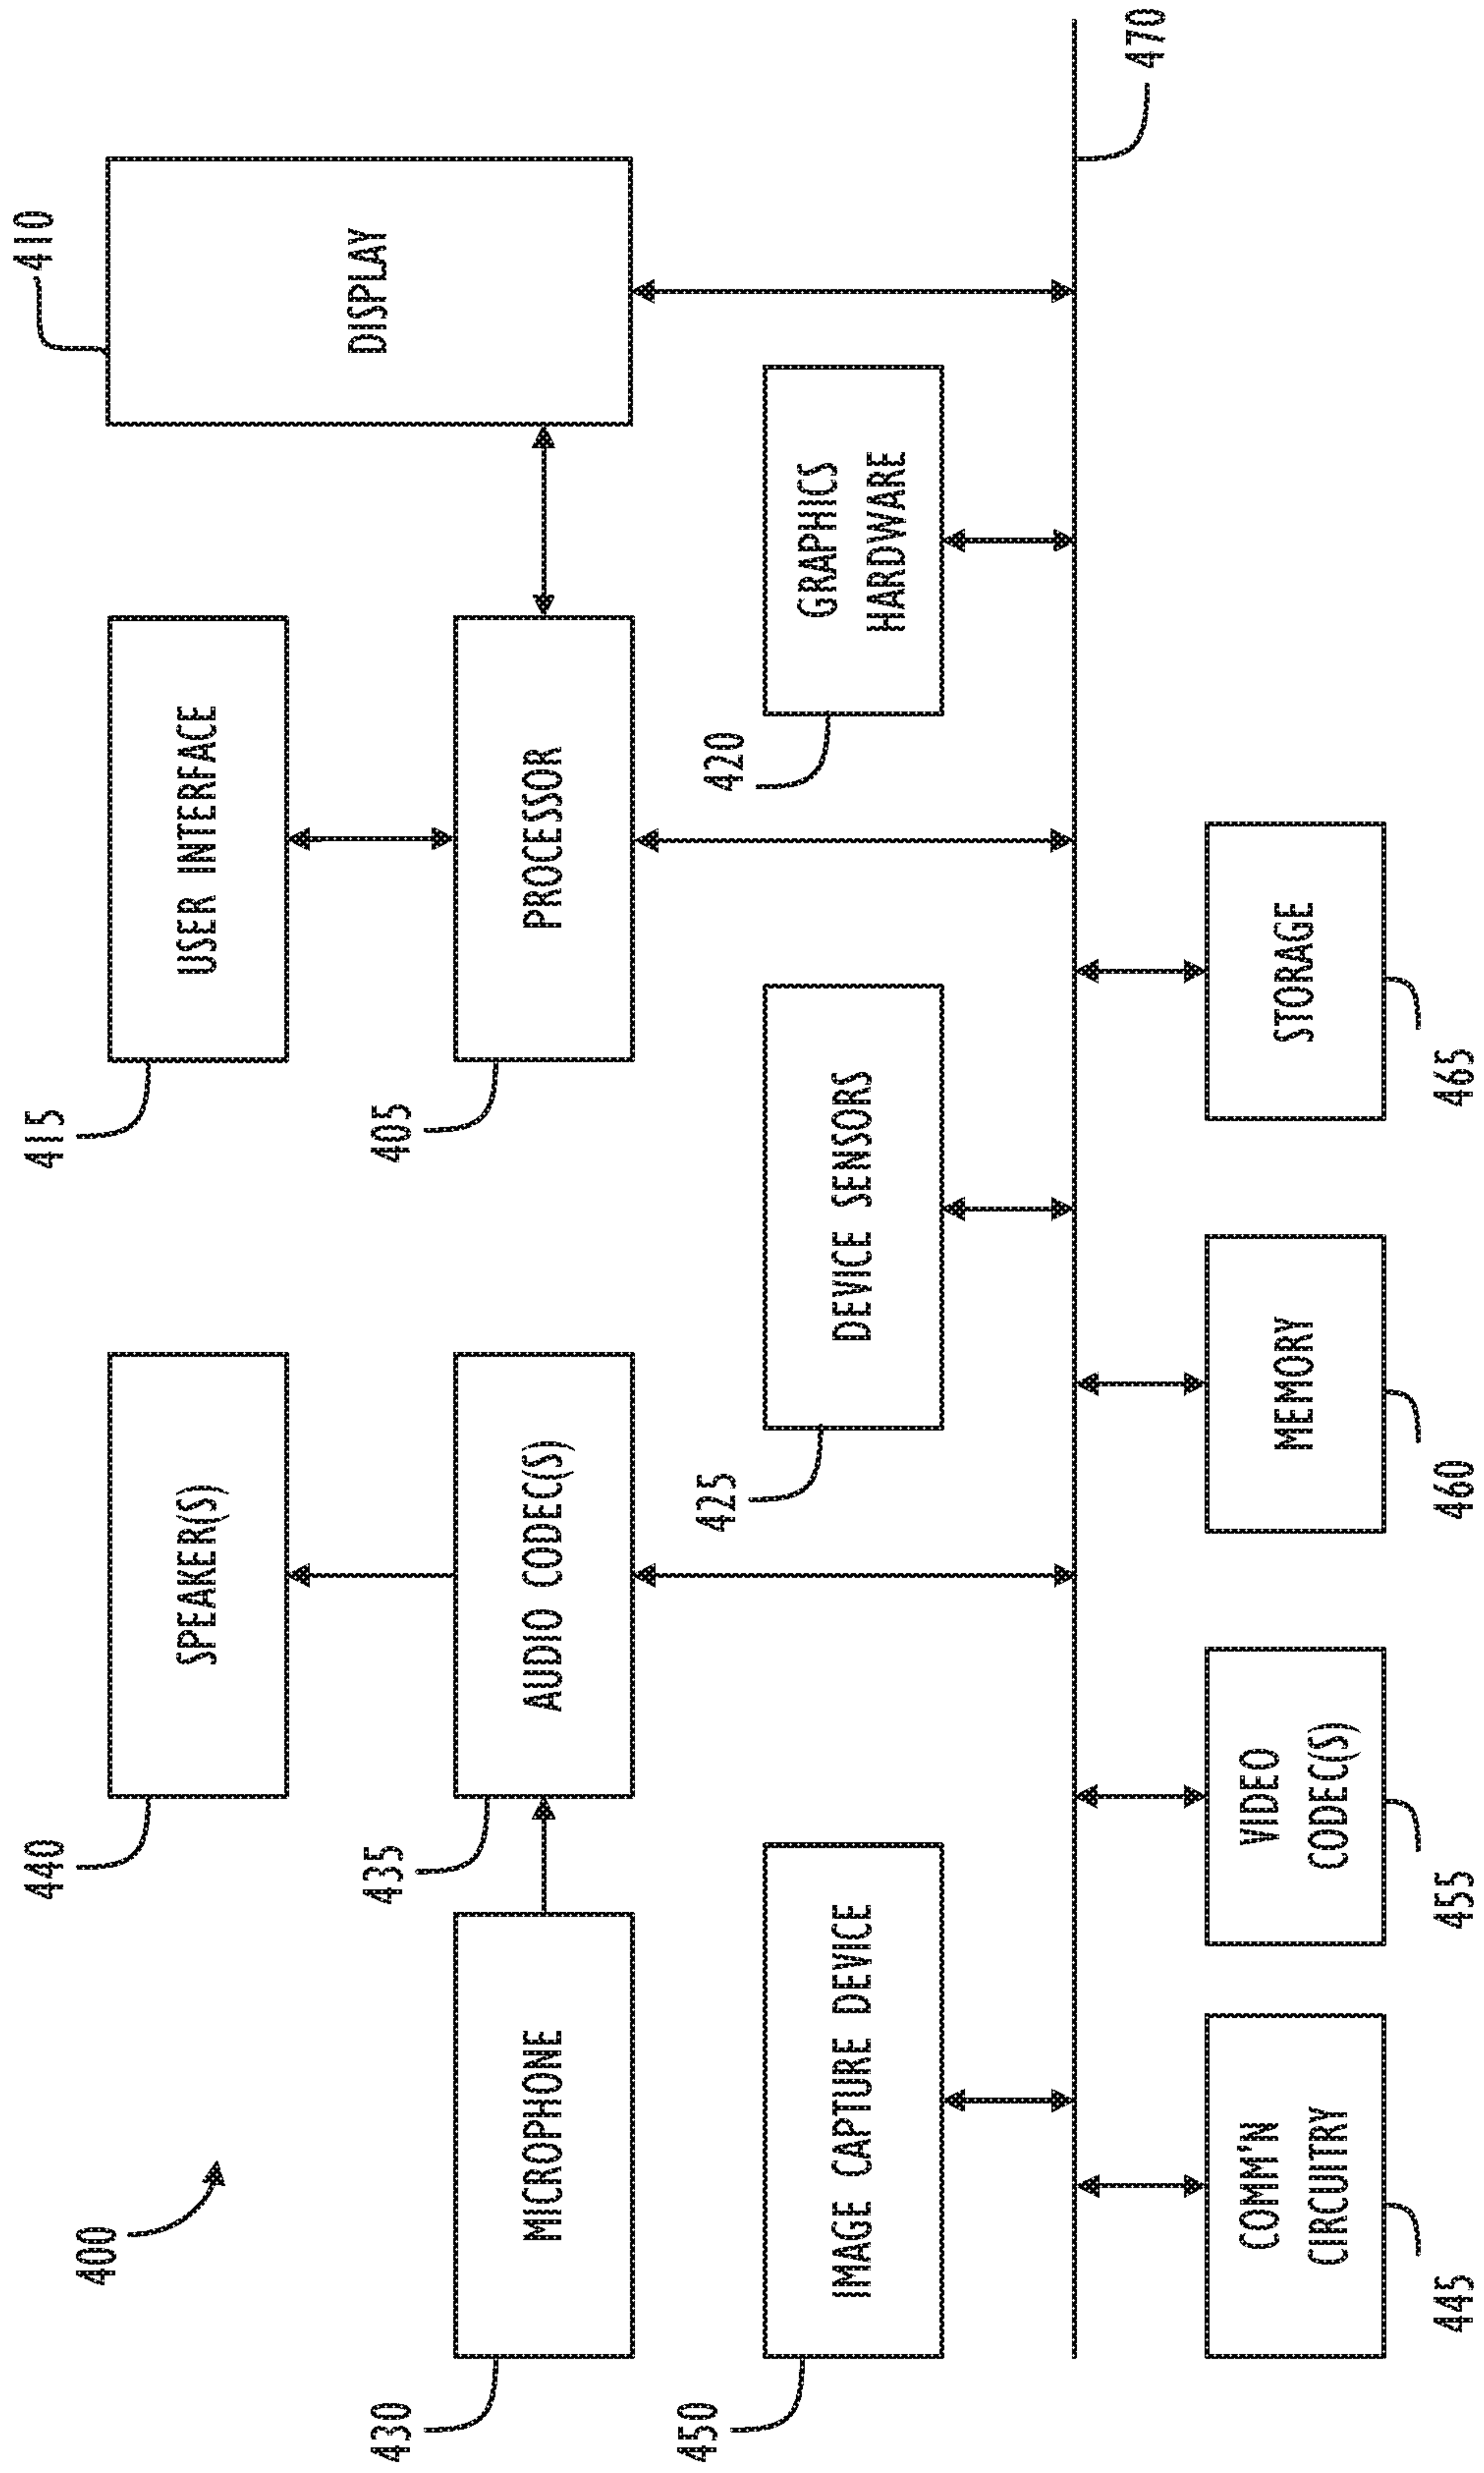 400
440
SPEAKER(S)
415
USER INTERFACE
410
DISPLAY
430
MICROPHONE
435
AUDIO CODEC(S)
405
PROCESSOR
450
IMAGE CAPTURE DEVICE
425
DEVICE SENSORS
420
GRAPHICS
HARDWARE
470
COMM'N
CIRCUITRY
445
VIDEO
CODEC(S)
455
MEMORY
460
STORAGE
465